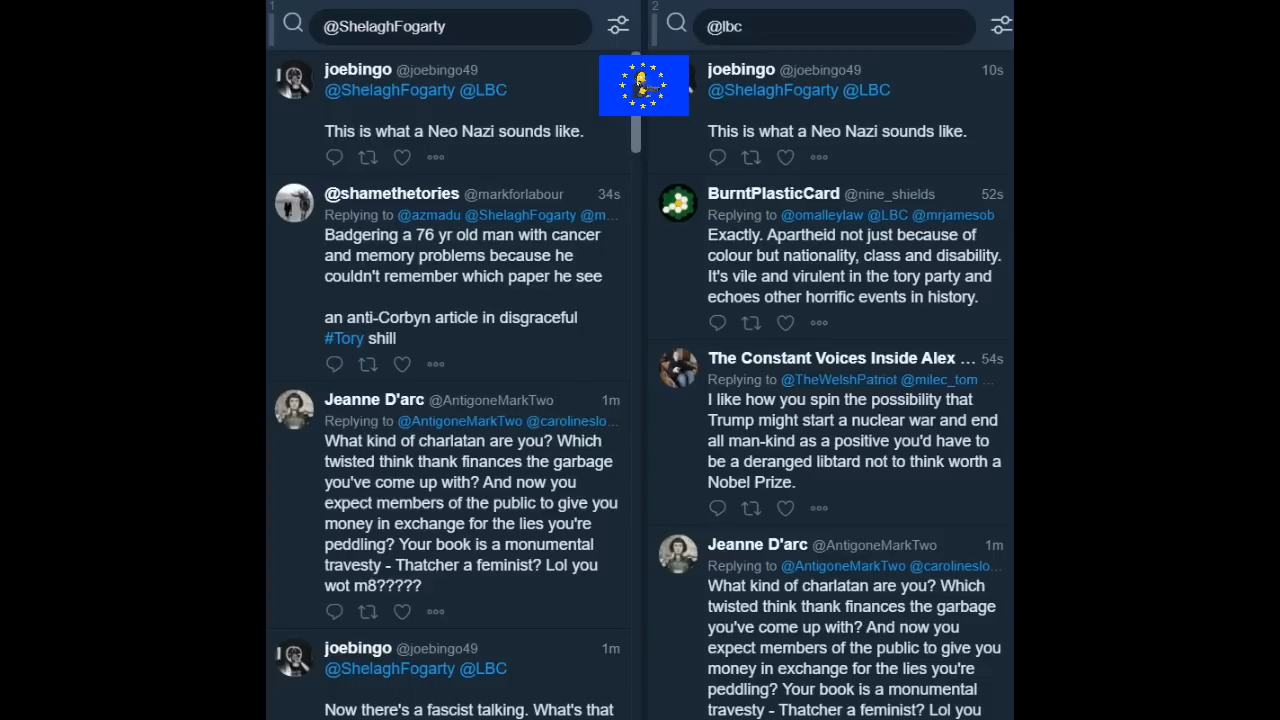 1
@ShelaghFogarty
joebingo @joebingo49
@ShelaghFogarty @LBC
This is what a Neo Nazi sounds like.
@shamethetories @markforlabour 34s
Replying to @azmadu @ShelaghFogarty @m...
Badgering a 76 yr old man with cancer
and memory problems because he
couldn't remember which paper he see
an anti-Corbyn article in disgraceful
#Tory shill
Jeanne D'arc @AntigoneMarkTwo 1m
Replying to @AntigoneMarkTwo @carolineslo...
What kind of charlatan are you? Which
twisted think thank finances the garbage
you've come up with? And now you
expect members of the public to give you
money in exchange for the lies you're
peddling? Your book is a monumental
travesty - Thatcher a feminist? Lol you
wot m8?????
joebingo @joebingo49 1m
@ShelaghFogarty @LBC
Now there's a fascist talking. What's that
2
@lbc
joebingo @joebingo49 10s
@ShelaghFogarty @LBC
This is what a Neo Nazi sounds like.
BurntPlasticCard @nine_shields 52s
Replying to @omalleylaw @LBC @mrjamesob
Exactly. Apartheid not just because of
colour but nationality, class and disability.
It's vile and virulent in the tory party and
echoes other horrific events in history.
The Constant Voices Inside Alex ... 54s
Replying to @TheWelshPatriot @milec_tom ...
I like how you spin the possibility that
Trump might start a nuclear war and end
all man-kind as a positive you'd have to
be a deranged libtard not to think worth a
Nobel Prize.
Jeanne D'arc @AntigoneMarkTwo 1m
Replying to @AntigoneMarkTwo @carolineslo...
What kind of charlatan are you? Which
twisted think thank finances the garbage
you've come up with? And now you
expect members of the public to give you
money in exchange for the lies you're
peddling? Your book is a monumental
travesty - Thatcher a feminist? Lol you